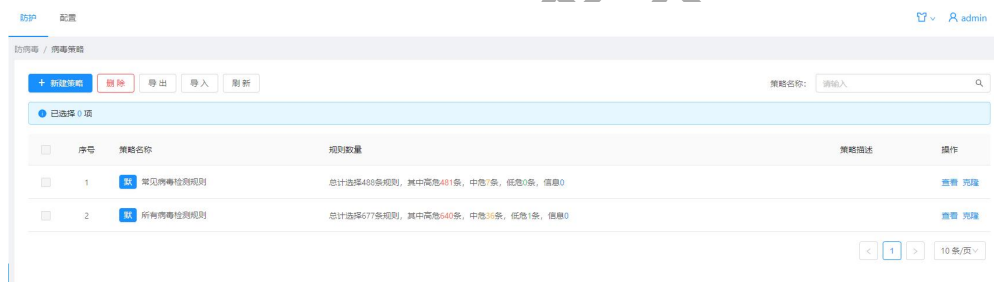 防护 配置 admin
防病毒 / 病毒策略
+ 新建策略 删除 导出 导入 刷新 策略名称: 请输入
已选择 0 项
序号 策略名称 规则数量 策略描述 操作
1 默 常见病毒检测规则 总计选择488条规则, 其中高危481条, 中危7条, 低危0条, 信息0 查看 克隆
2 默 所有病毒检测规则 总计选择677条规则, 其中高危640条, 中危36条, 低危1条, 信息0 查看 克隆
< 1 > 10 条/页